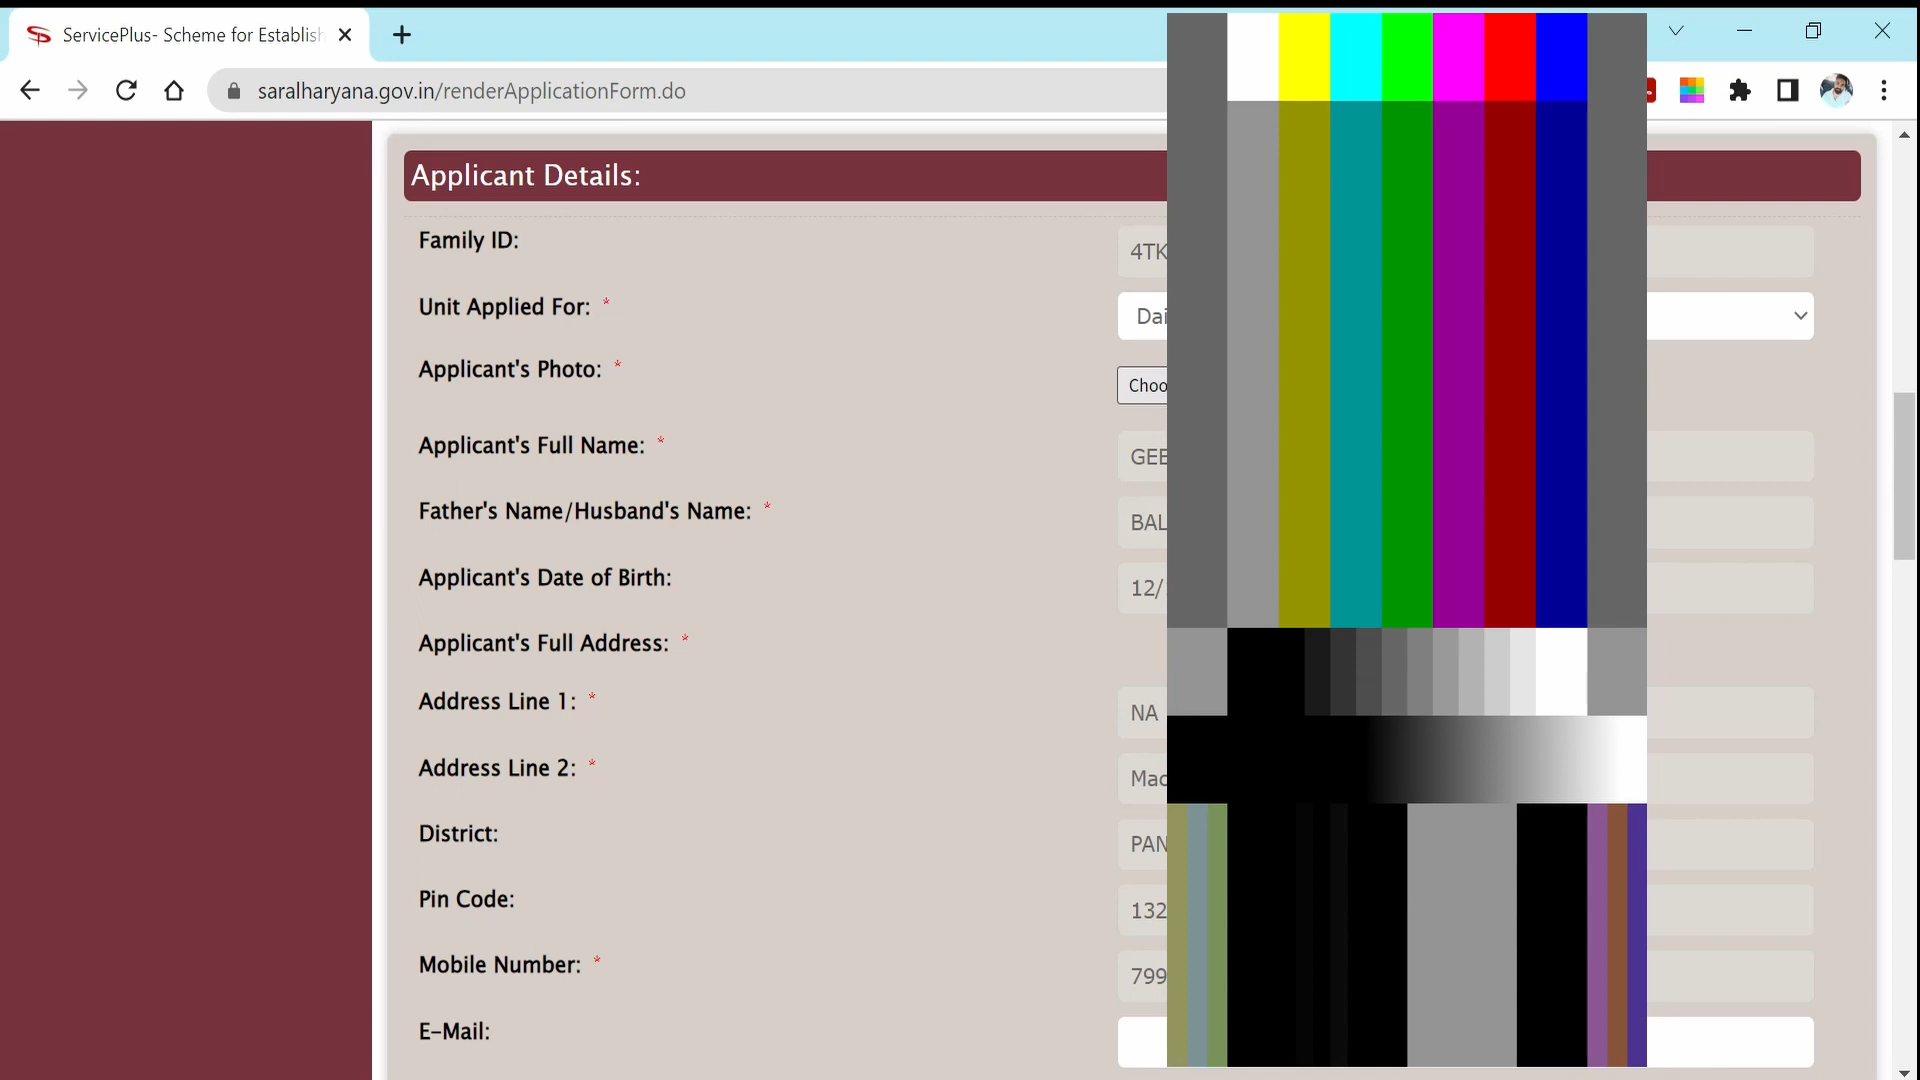 ServicePlus- Scheme for Establish
saralharyana.gov.in/renderApplicationForm.do
Applicant Details:
Family ID:
4TK
Unit Applied For: *
Dai
Applicant's Photo: *
Choo
Applicant's Full Name: *
GEE
Father's Name/Husband's Name: *
BAL
Applicant's Date of Birth:
12/
Applicant's Full Address: *
Address Line 1: *
NA
Address Line 2: *
District:
PAN
Pin Code:
132
Mobile Number: *
799
E-Mail: